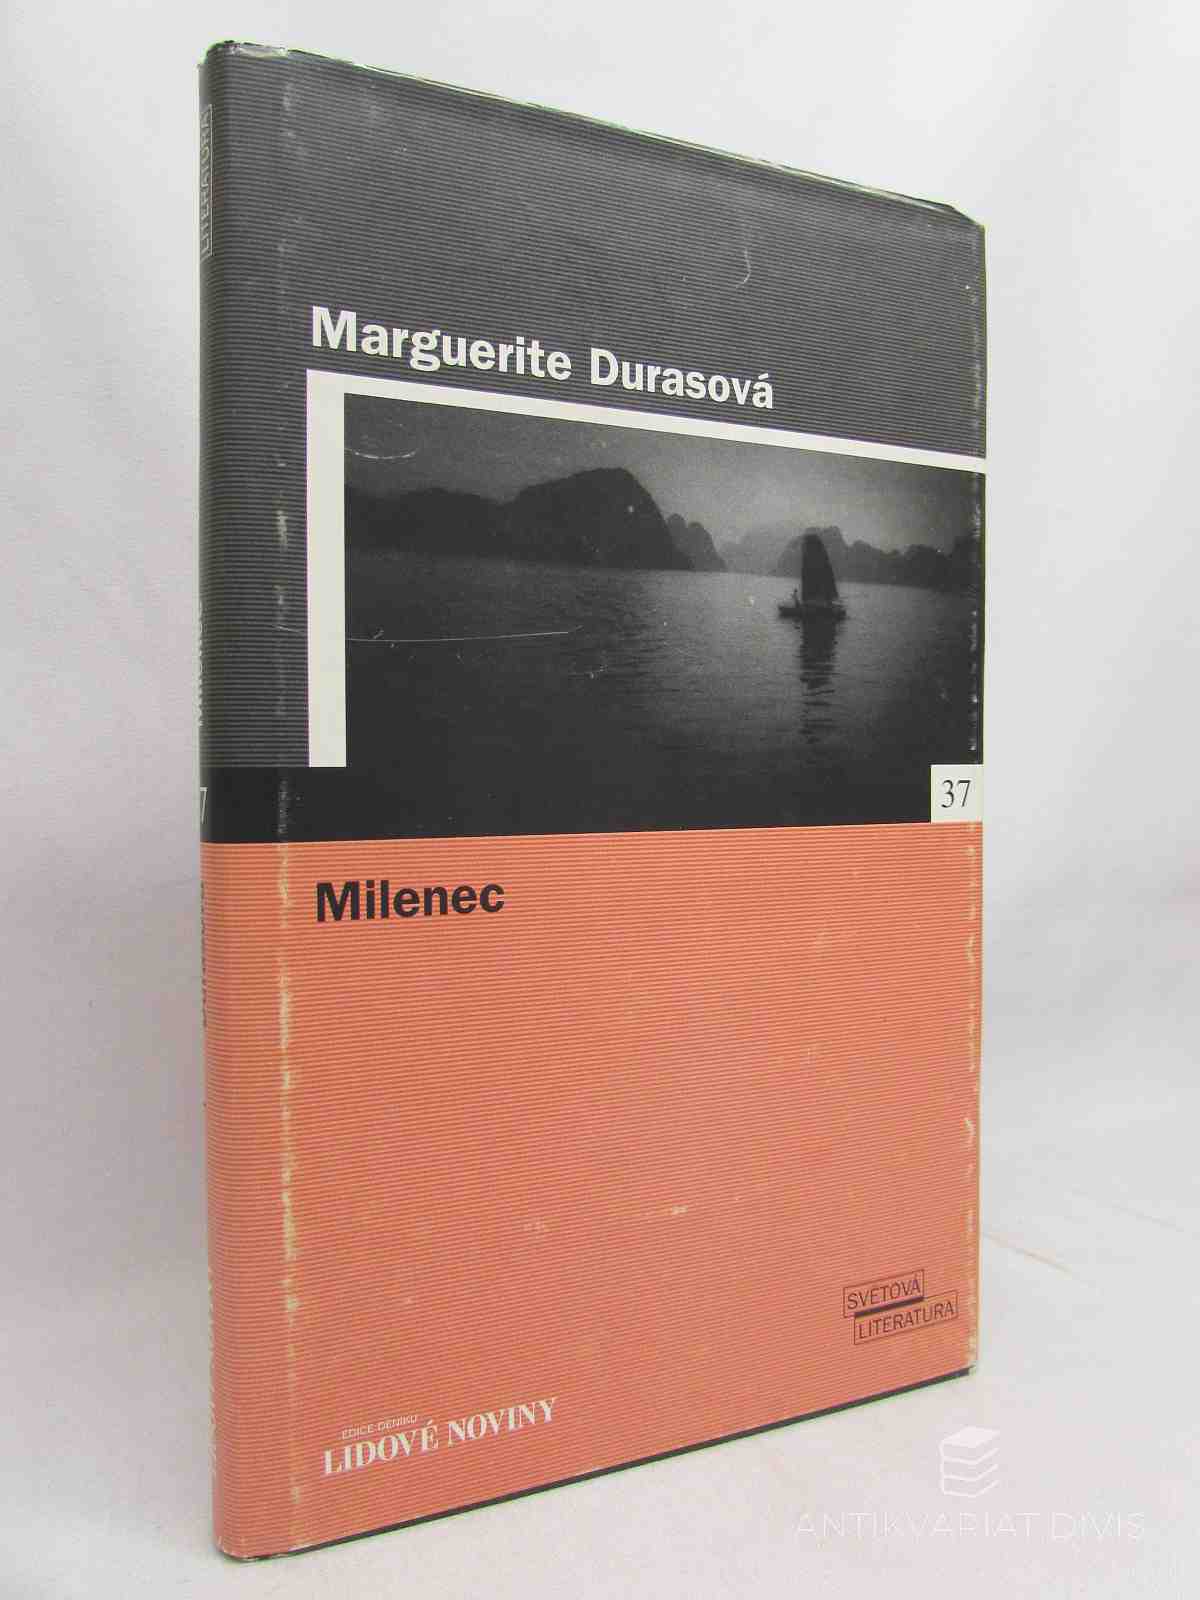 LITERATURA
Marguerite Durasová
37
Milenec
SVĚTOVÁ
LITERATURA
EDICE DENÍKU
LIDOVÉ NOVINY
ANTIKVARIAT DIVIS